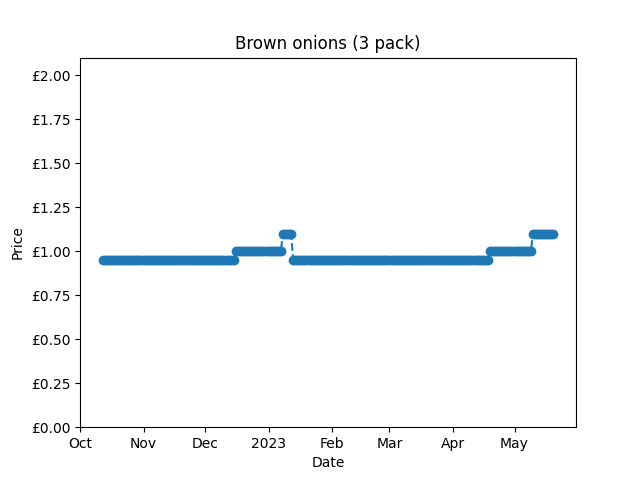 Brown onions (3 pack)
£2.00
£1.75
£1.50
£1.25
£1.00
£0.75
£0.50
£0.25
£0.00
Price
Oct Nov Dec 2023 Feb Mar Apr May
Date